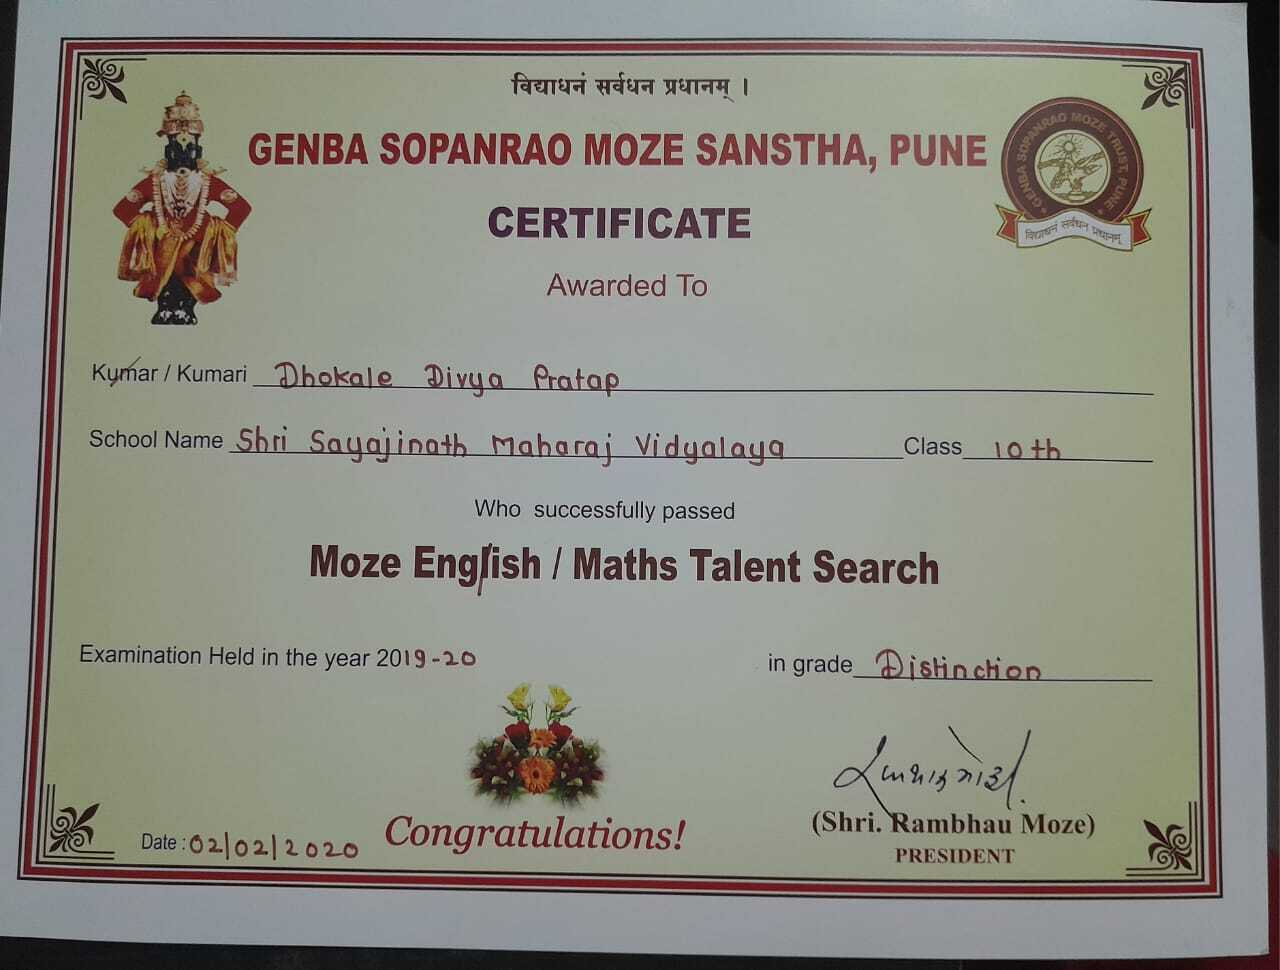 विद्याधनं सर्वधन प्रधानम् ।
GENBA SOPANRAO MOZE SANSTHA, PUNE
GENBA SOPANRAO MOZE TRUST, PUNE
विद्याधनं सर्वधन प्रधानम्
CERTIFICATE
Awarded To
Kumar / Kumari Dhokale Divya Pratap
School Name Shri Sayajinath Maharaj Vidyalaya Class 10th
Who successfully passed
Moze English / Maths Talent Search
Examination Held in the year 2019-20 in grade Distinction
(Shri. Rambhau Moze)
PRESIDENT
Date : 02/02/2020
Congratulations!